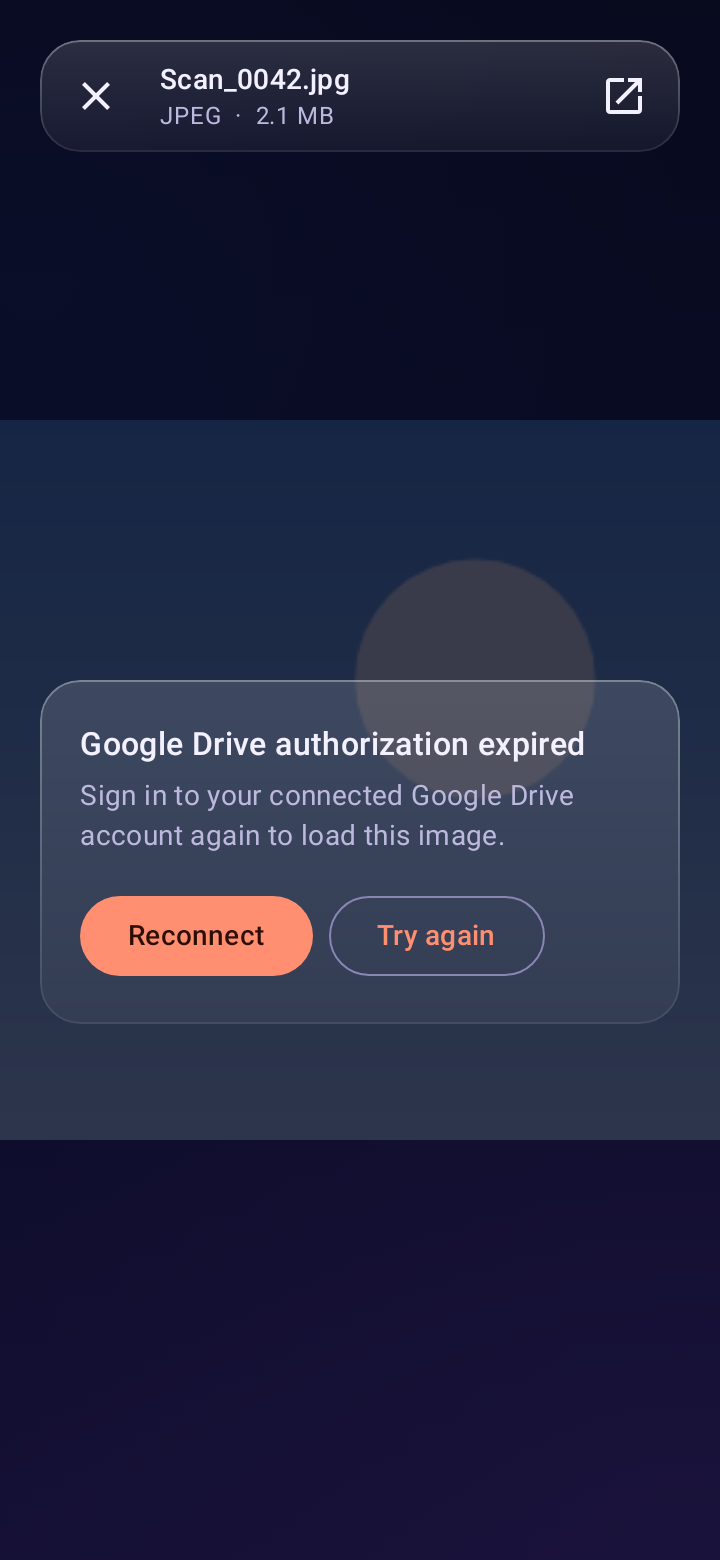 Scan_0042.jpg
JPEG · 2.1 MB
Google Drive authorization expired
Sign in to your connected Google Drive
account again to load this image.
Reconnect
Try again